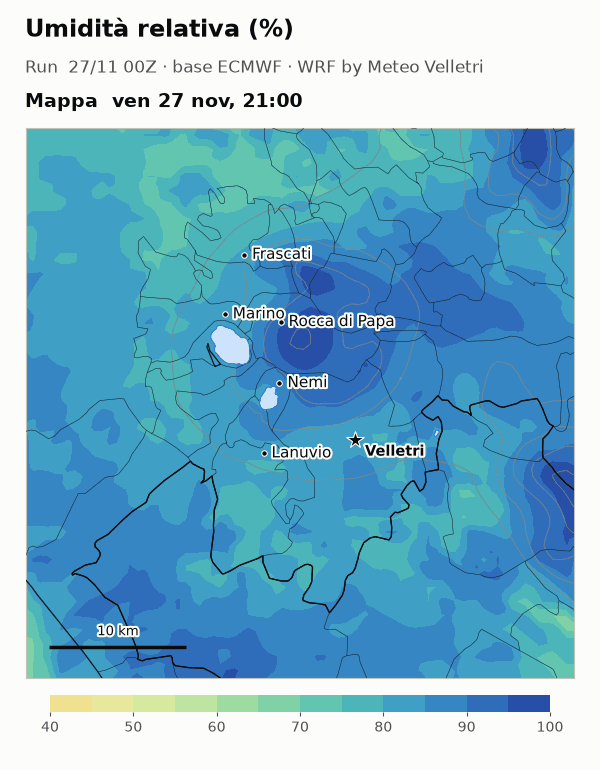 Umidità relativa (%)
Run  27/11 00Z · base ECMWF · WRF by Meteo Velletri
Mappa  ven 27 nov, 21:00
Frascati
Marino
Rocca di Papa
Nemi
Velletri
Lanuvio
10 km
40 50 60 70 80 90 100